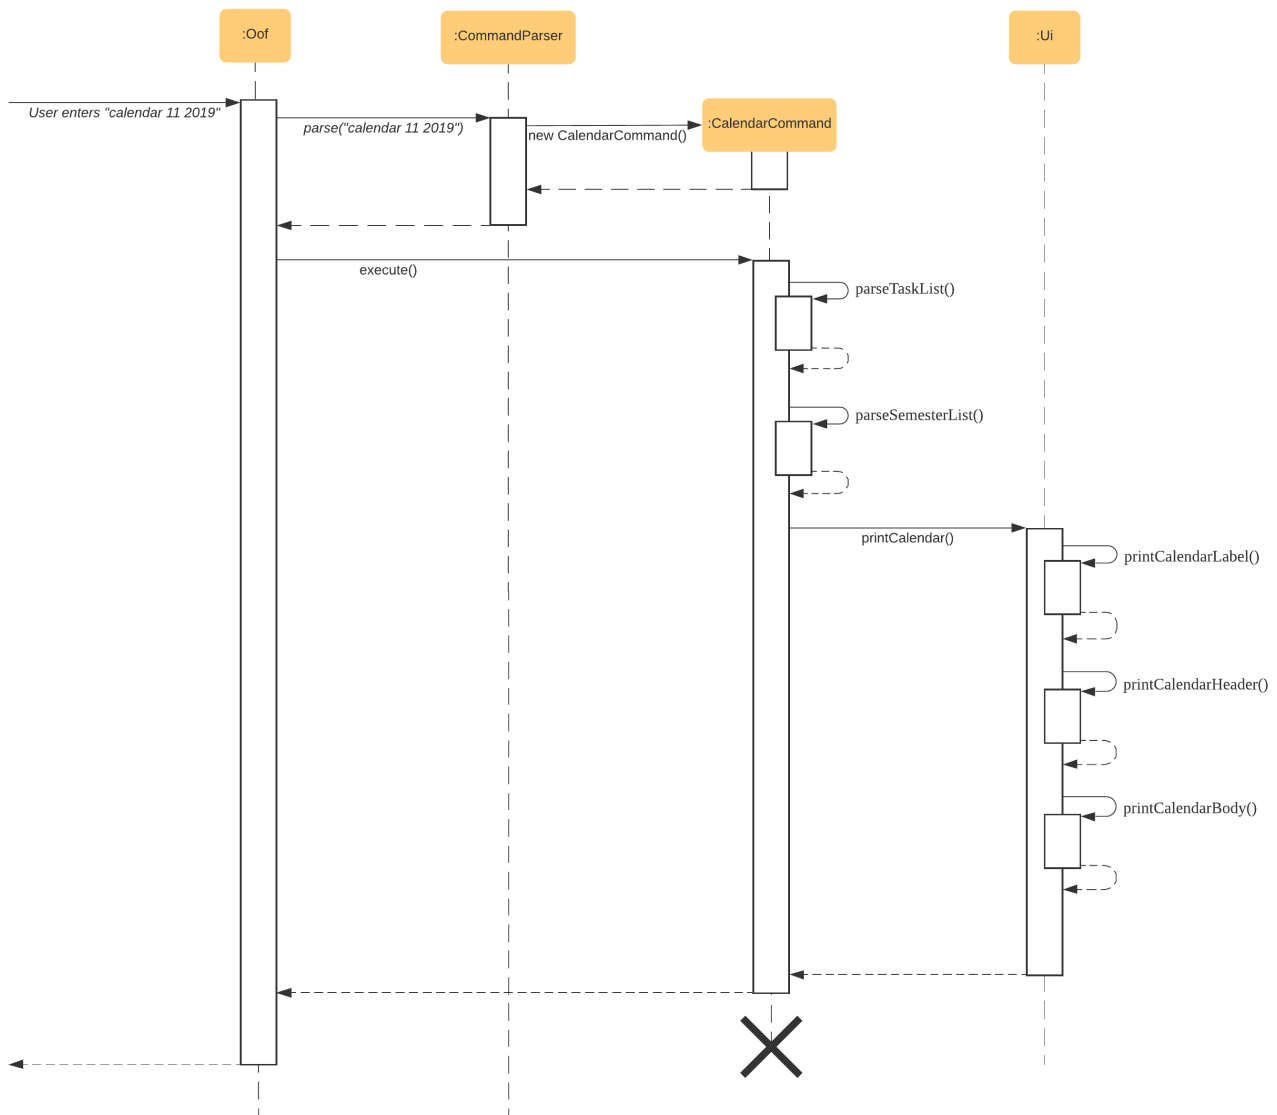 :Oof
:CommandParser
:Ui
User enters "calendar 11 2019"
parse("calendar 11 2019")
new CalendarCommand()
:CalendarCommand
execute()
parseTaskList()
parseSemesterList()
printCalendar()
printCalendarLabel()
printCalendarHeader()
printCalendarBody()